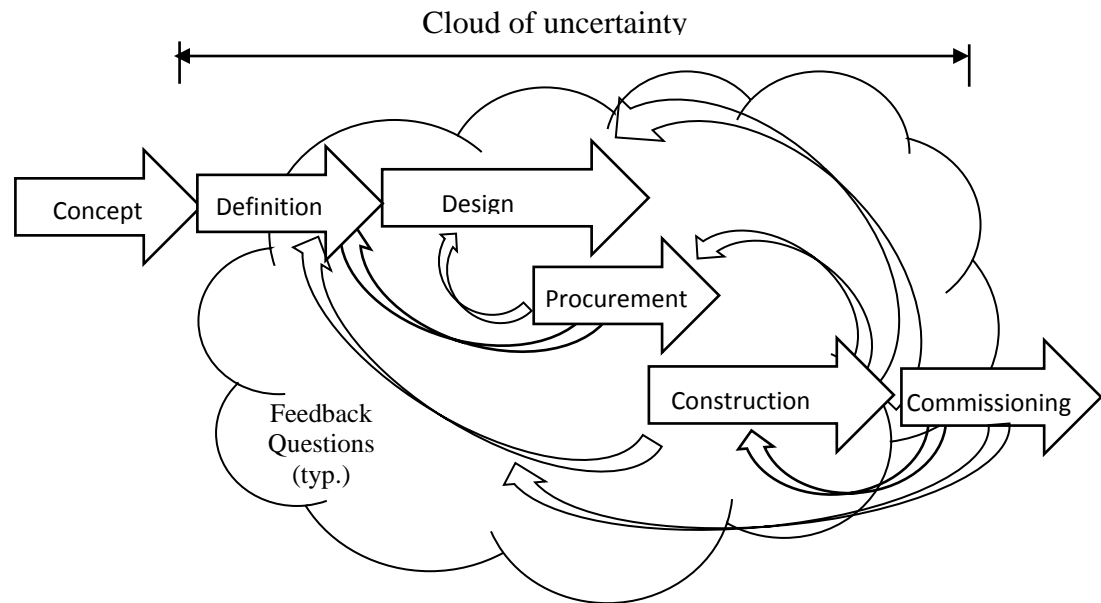 Cloud of uncertainty
Concept
Definition
Design
Procurement
Construction
Commissioning
Feedback
Questions
(typ.)